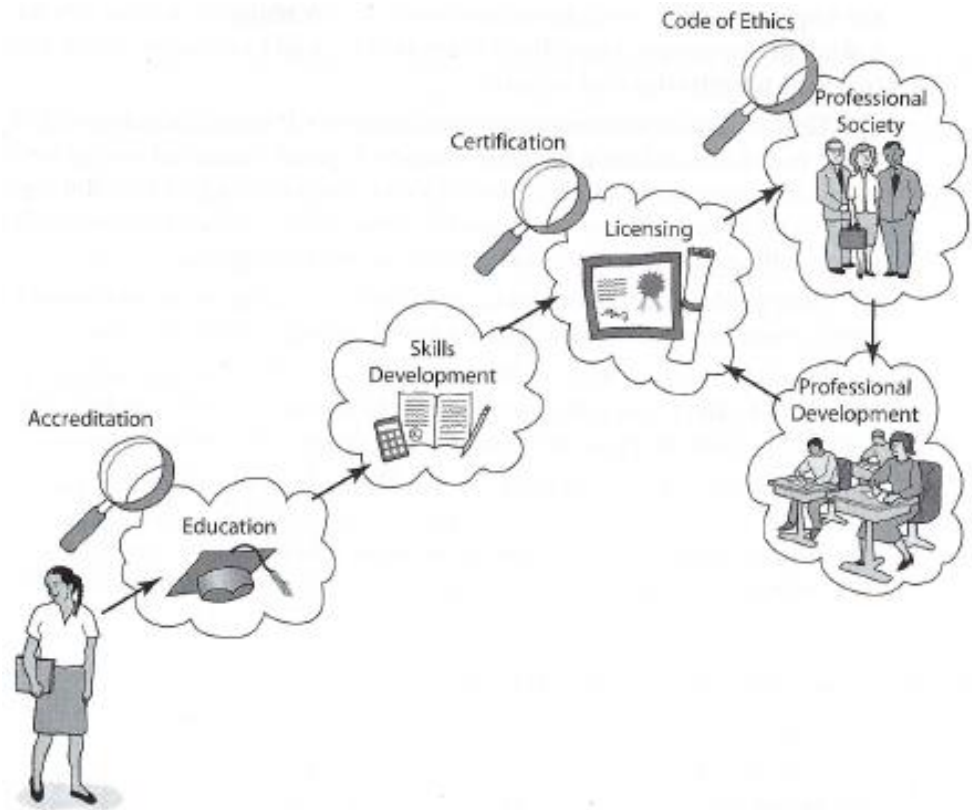 Code of Ethics
Professional
Society
Certification
Licensing
Skills
Development
Professional
Development
Accreditation
Education